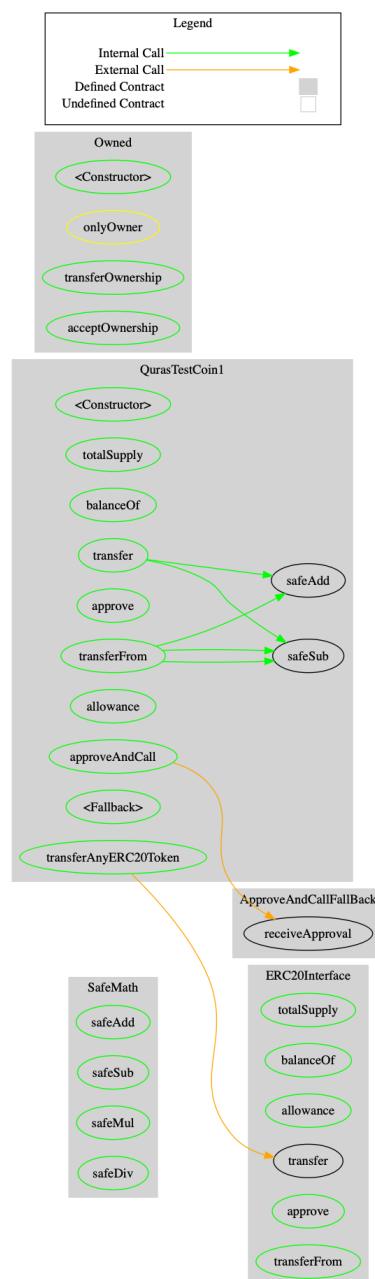 Legend
Internal Call
External Call
Defined Contract
Undefined Contract
Owned
<Constructor>
onlyOwner
transferOwnership
acceptOwnership
QurasTestCoin1
<Constructor>
totalSupply
balanceOf
transfer
safeAdd
approve
transferFrom
safeSub
allowance
approveAndCall
<Fallback>
transferAnyERC20Token
ApproveAndCallFallBack
receiveApproval
ERC20Interface
totalSupply
balanceOf
allowance
transfer
approve
transferFrom
SafeMath
safeAdd
safeSub
safeMul
safeDiv